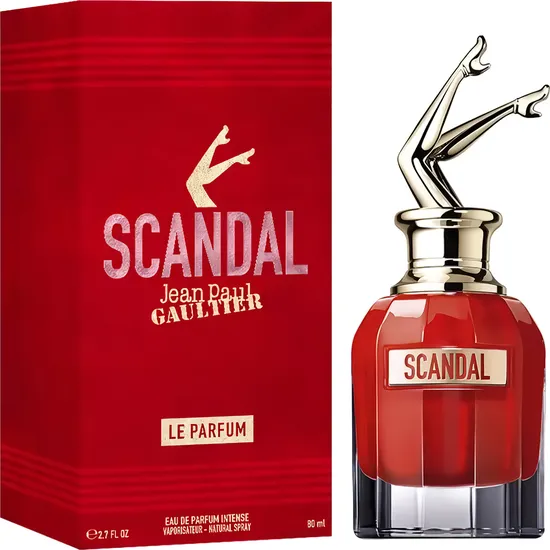 SCANDAL
Jean Paul
GAULTIER
LE PARFUM
EAU DE PARFUM INTENSE
VAPORISATEUR - NATURAL SPRAY
℮2.7 FL OZ
80 ml
SCANDAL